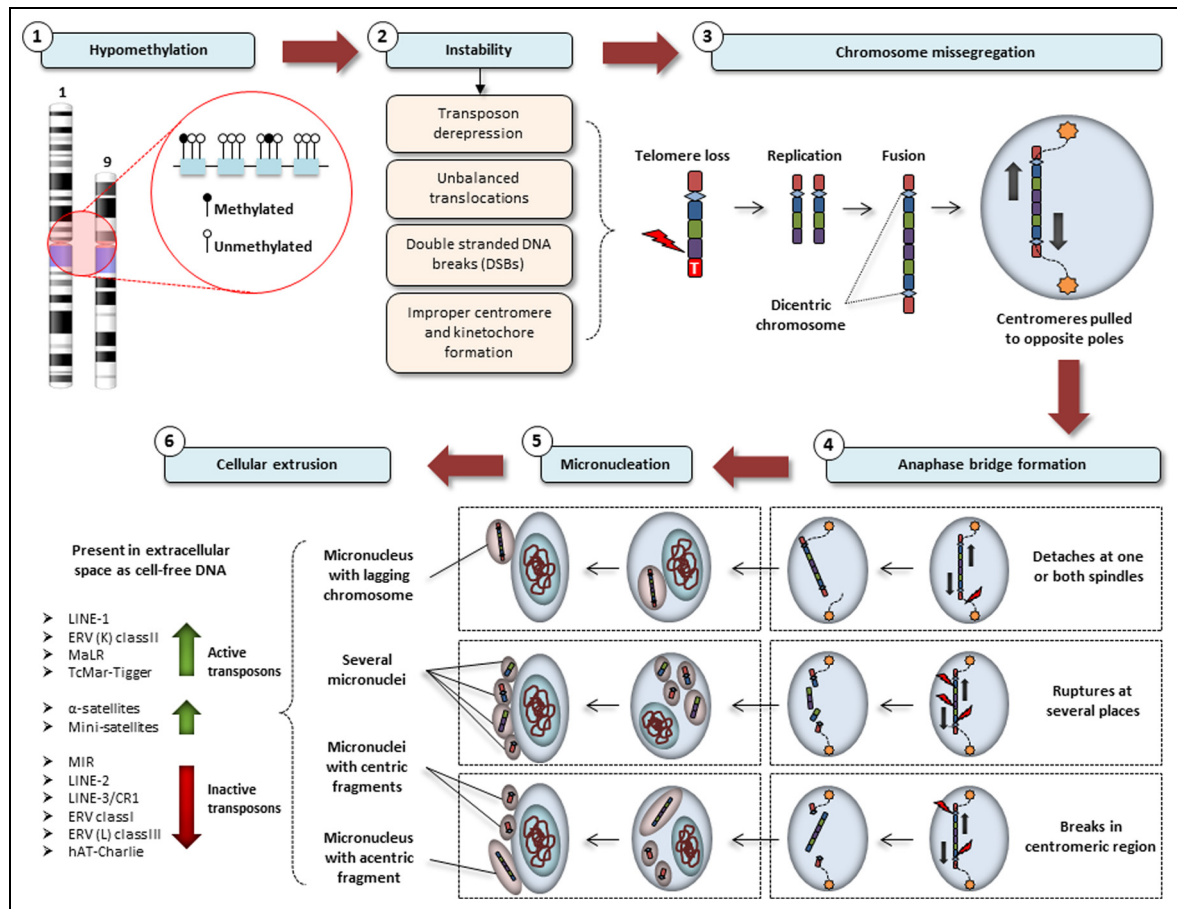 1
Hypomethylation
2
Instability
3
Chromosome missegregation
1
9
Methylated
Unmethylated
Transposon
derepression
Unbalanced
translocations
Double stranded DNA
breaks (DSBs)
Improper centromere
and kinetochore
formation
Telomere loss
Replication
Fusion
T
Dicentric
chromosome
Centromeres pulled
to opposite poles
6
Cellular extrusion
5
Micronucleation
4
Anaphase bridge formation
Present in extracellular
space as cell-free DNA
LINE-1
ERV (K) classII
MaLR
TcMar-Tigger
Active
transposons
α-satellites
Mini-satellites
MIR
LINE-2
LINE-3/CR1
ERV classI
ERV (L) classIII
hAT-Charlie
Inactive
transposons
Micronucleus
with lagging
chromosome
Several
micronuclei
Micronuclei
with centric
fragments
Micronucleus
with acentric
fragment
Detaches at one
or both spindles
Ruptures at
several places
Breaks in
centromeric region